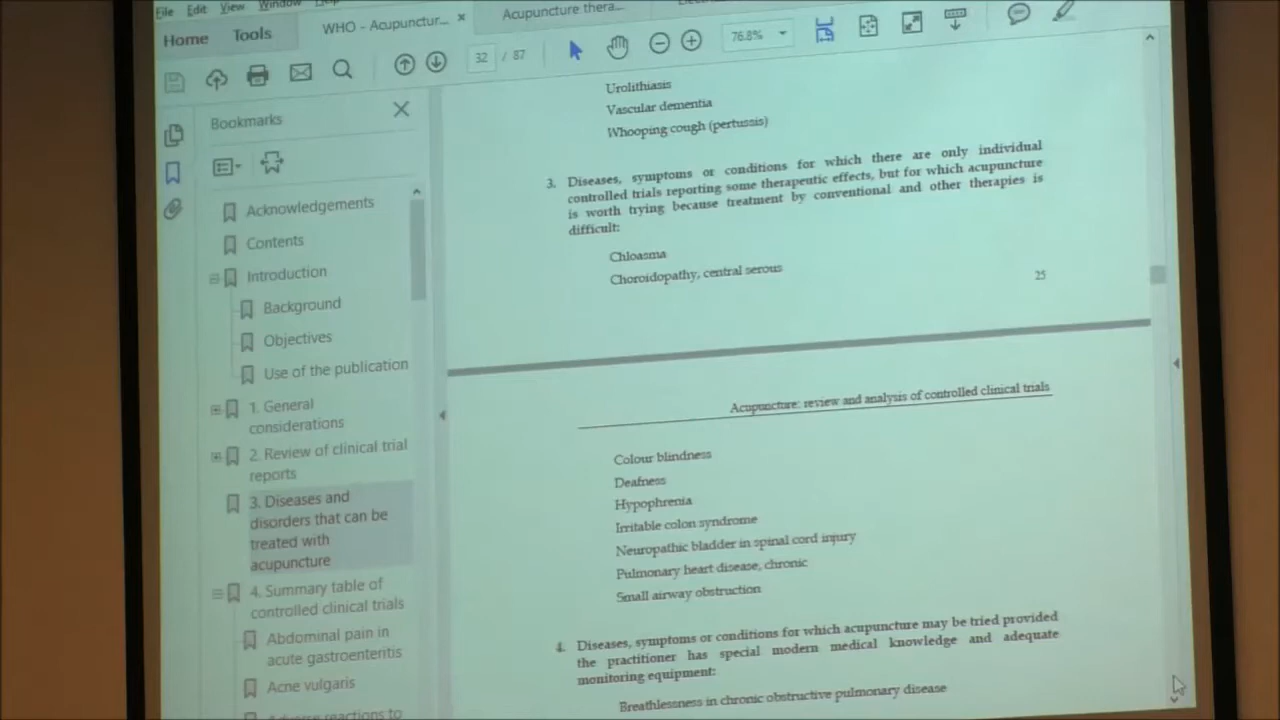 File Edit View Window
Home Tools WHO - Acupunctur... × Acupuncture thera...
32 / 87 76.8%
Bookmarks
Acknowledgements
Contents
Introduction
Background
Objectives
Use of the publication
1. General
considerations
2. Review of clinical trial
reports
3. Diseases and
disorders that can be
treated with
acupuncture
4. Summary table of
controlled clinical trials
Abdominal pain in
acute gastroenteritis
Acne vulgaris
Adverse reactions to
Urolithiasis
Vascular dementia
Whooping cough (pertussis)
3. Diseases, symptoms or conditions for which there are only individual
controlled trials reporting some therapeutic effects, but for which acupuncture
is worth trying because treatment by conventional and other therapies is
difficult:
Chloasma
Choroidopathy, central serous
25
Acupuncture: review and analysis of controlled clinical trials
Colour blindness
Deafness
Hypophrenia
Irritable colon syndrome
Neuropathic bladder in spinal cord injury
Pulmonary heart disease, chronic
Small airway obstruction
4. Diseases, symptoms or conditions for which acupuncture may be tried provided
the practitioner has special modern medical knowledge and adequate
monitoring equipment:
Breathlessness in chronic obstructive pulmonary disease